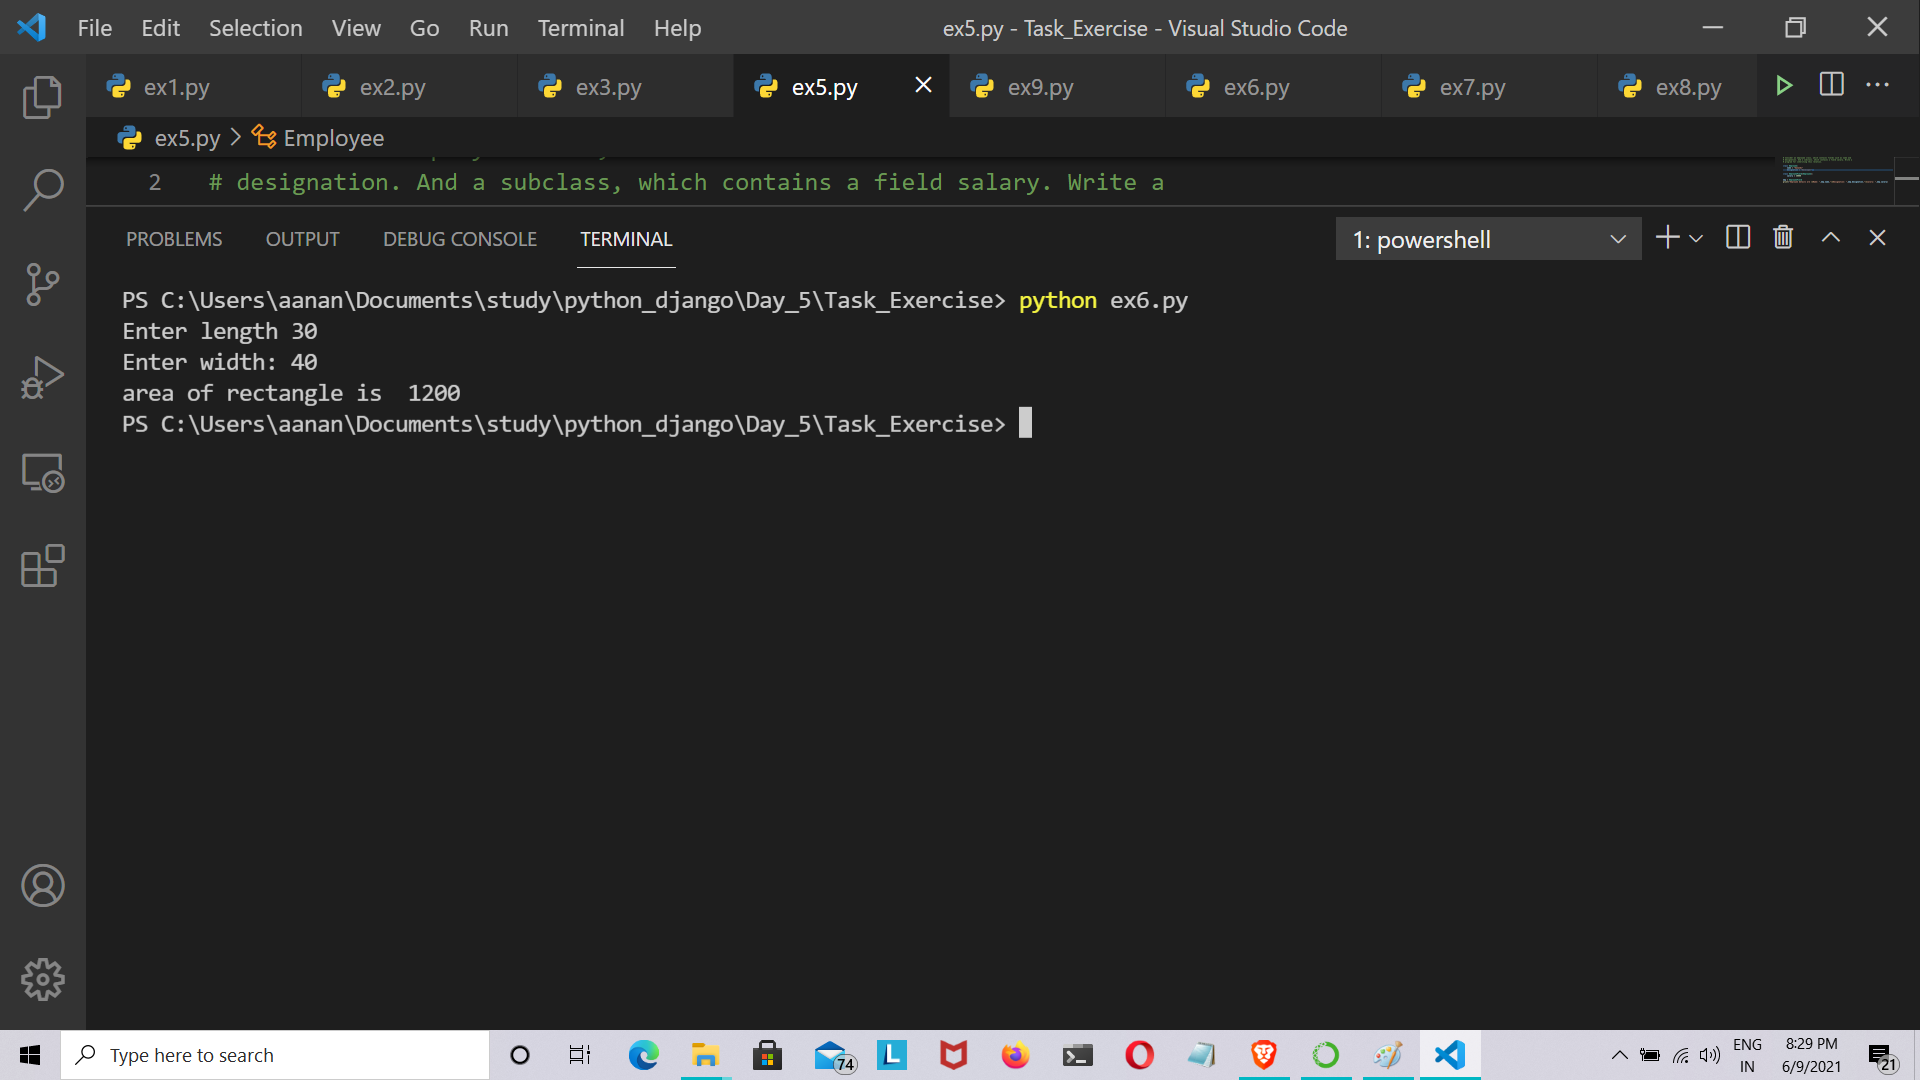 File Edit Selection View Go Run Terminal Help ex5.py - Task_Exercise - Visual Studio Code
ex1.py ex2.py ex3.py ex5.py ex9.py ex6.py ex7.py ex8.py
ex5.py > Employee
2 # designation. And a subclass, which contains a field salary. Write a
PROBLEMS OUTPUT DEBUG CONSOLE TERMINAL 1: powershell
PS C:\Users\aanan\Documents\study\python_django\Day_5\Task_Exercise> python ex6.py
Enter length 30
Enter width: 40
area of rectangle is  1200
PS C:\Users\aanan\Documents\study\python_django\Day_5\Task_Exercise>
Type here to search 74 L ENG 8:29 PM
IN 6/9/2021 21